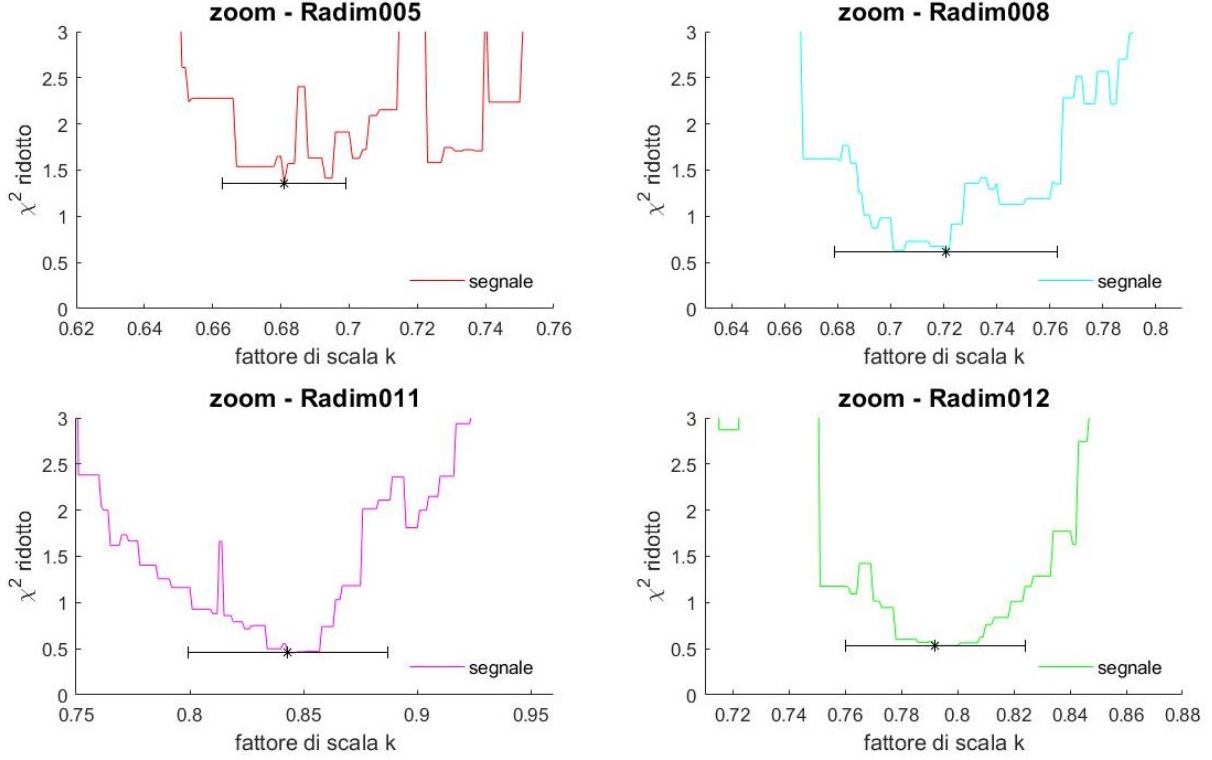 zoom - Radim005
3
2.5
2
1.5
1
0.5
0
χ² ridotto
segnale
0.62 0.64 0.66 0.68 0.7 0.72 0.74 0.76
fattore di scala k
zoom - Radim008
3
2.5
2
1.5
1
0.5
0
χ² ridotto
segnale
0.64 0.66 0.68 0.7 0.72 0.74 0.76 0.78 0.8
fattore di scala k
zoom - Radim011
3
2.5
2
1.5
1
0.5
0
χ² ridotto
segnale
0.75 0.8 0.85 0.9 0.95
fattore di scala k
zoom - Radim012
3
2.5
2
1.5
1
0.5
0
χ² ridotto
segnale
0.72 0.74 0.76 0.78 0.8 0.82 0.84 0.86 0.88
fattore di scala k